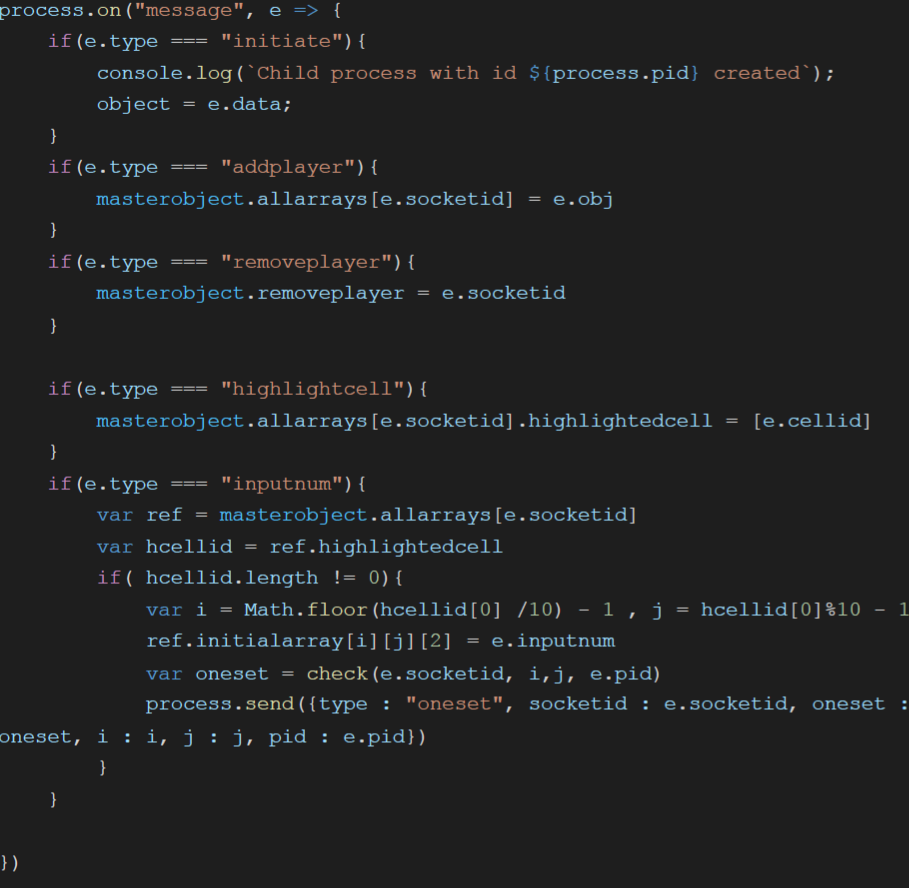 process.on("message", e => {
    if(e.type === "initiate"){
        console.log(`Child process with id ${process.pid} created`);
        object = e.data;
    }
    if(e.type === "addplayer"){
        masterobject.allarrays[e.socketid] = e.obj
    }
    if(e.type === "removeplayer"){
        masterobject.removeplayer = e.socketid
    }

    if(e.type === "highlightcell"){
        masterobject.allarrays[e.socketid].highlightedcell = [e.cellid]
    }
    if(e.type === "inputnum"){
        var ref = masterobject.allarrays[e.socketid]
        var hcellid = ref.highlightedcell
        if( hcellid.length != 0){
            var i = Math.floor(hcellid[0] /10) - 1 , j = hcellid[0]%10 - 1
            ref.initialarray[i][j][2] = e.inputnum
            var oneset = check(e.socketid, i,j, e.pid)
            process.send({type : "oneset", socketid : e.socketid, oneset :
oneset, i : i, j : j, pid : e.pid})
        }
    }

})